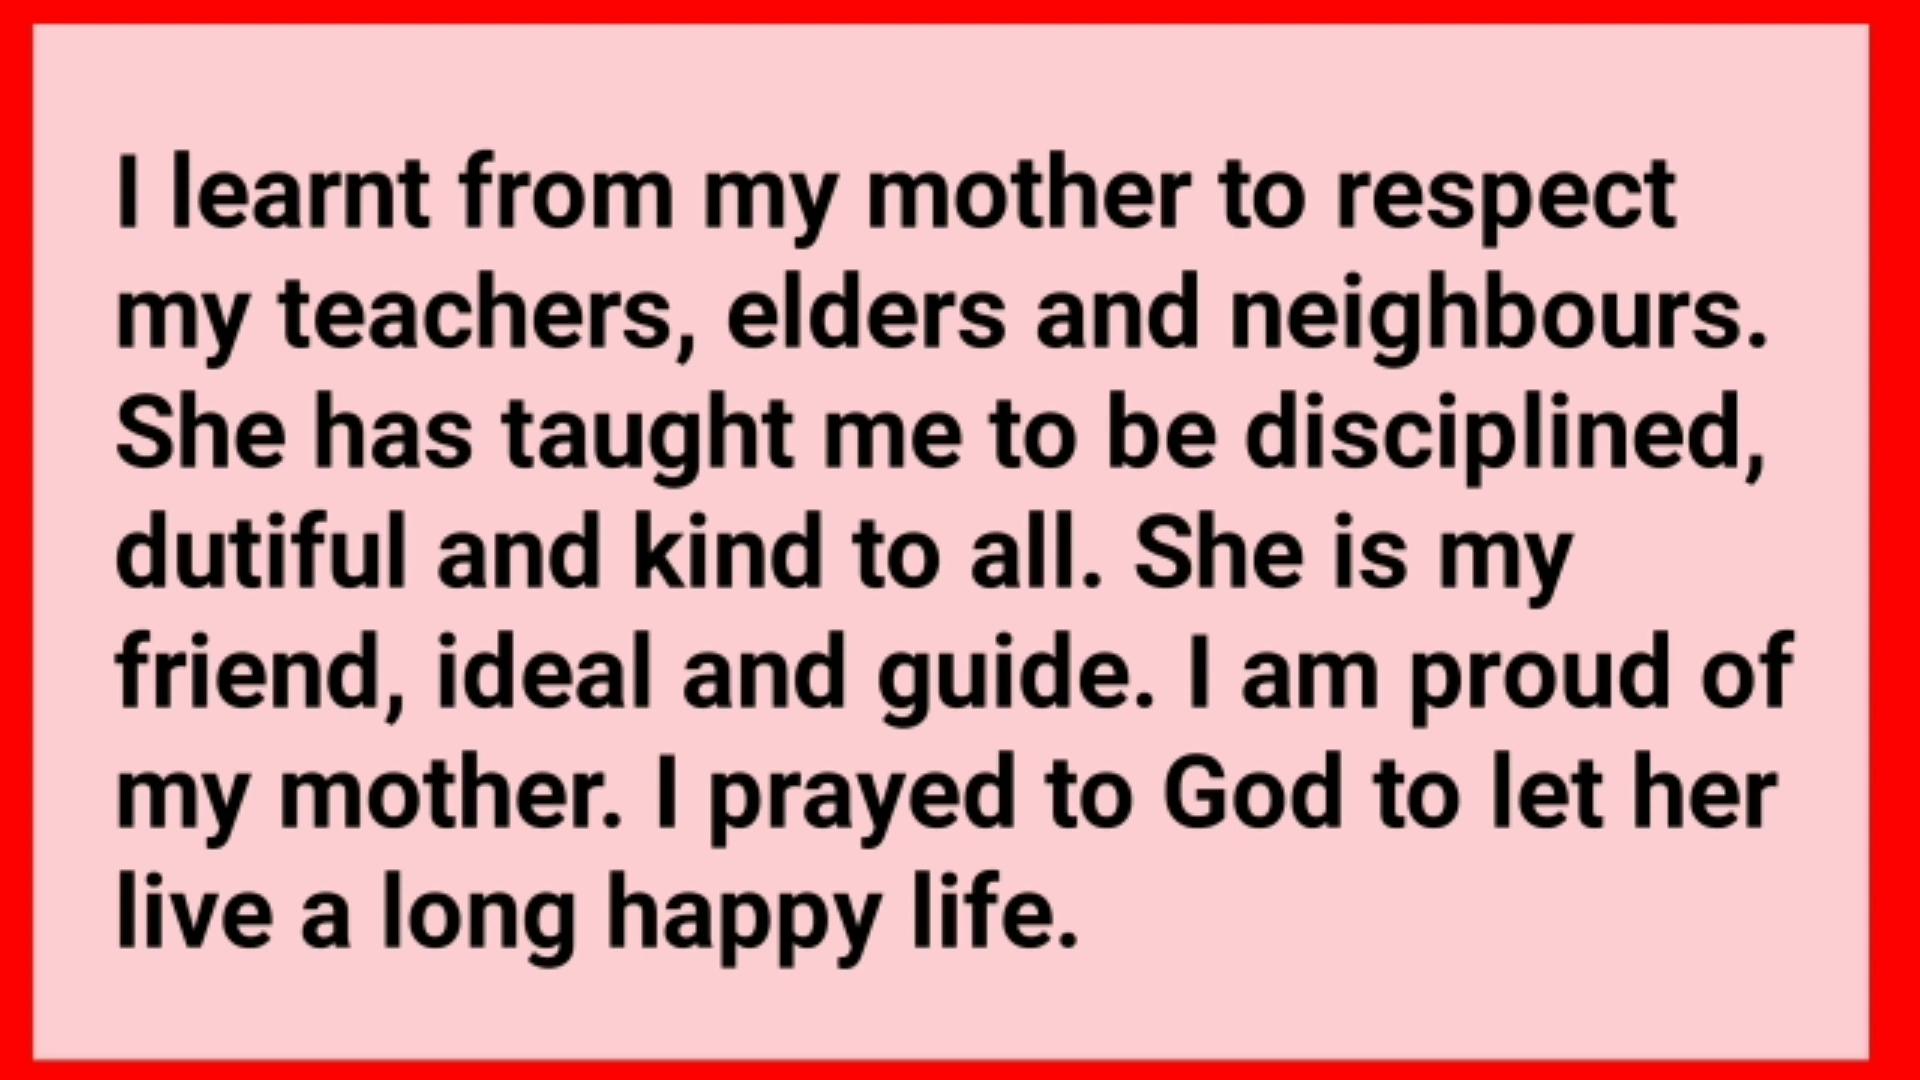 I learnt from my mother to respect
my teachers, elders and neighbours.
She has taught me to be disciplined,
dutiful and kind to all. She is my
friend, ideal and guide. I am proud of
my mother. I prayed to God to let her
live a long happy life.